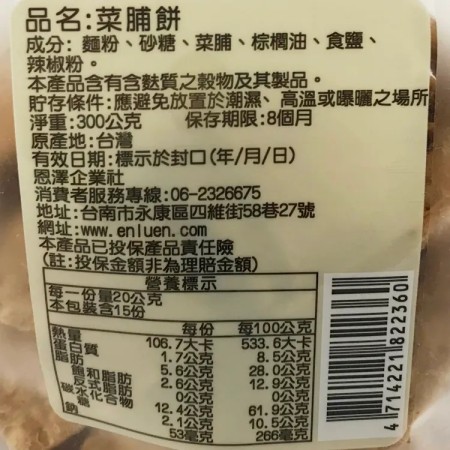 品名:菜脯餅
成分: 麵粉、砂糖、菜脯、棕櫚油、食鹽、
辣椒粉。
本產品含有含麩質之穀物及其製品。
貯存條件:應避免放置於潮濕、高溫或曝曬之場所
淨重:300公克 保存期限:8個月
原產地:台灣
有效日期:標示於封口(年/月/日)
恩澤企業社
消費者服務專線:06-2326675
地址:台南市永康區四維街58巷27號
網址:www.enluen.com
本產品已投保產品責任險
(註:投保金額非為理賠金額)
營養標示
每一份量20公克
本包裝含15份
每份 每100公克
熱量 106.7大卡 533.6大卡
蛋白質 1.7公克 8.5公克
脂肪 5.6公克 28.0公克
飽和脂肪 2.6公克 12.9公克
反式脂肪 0公克 0公克
碳水化合物 12.4公克 61.9公克
糖 2.1公克 10.5公克
鈉 53毫克 266毫克
4714221822360